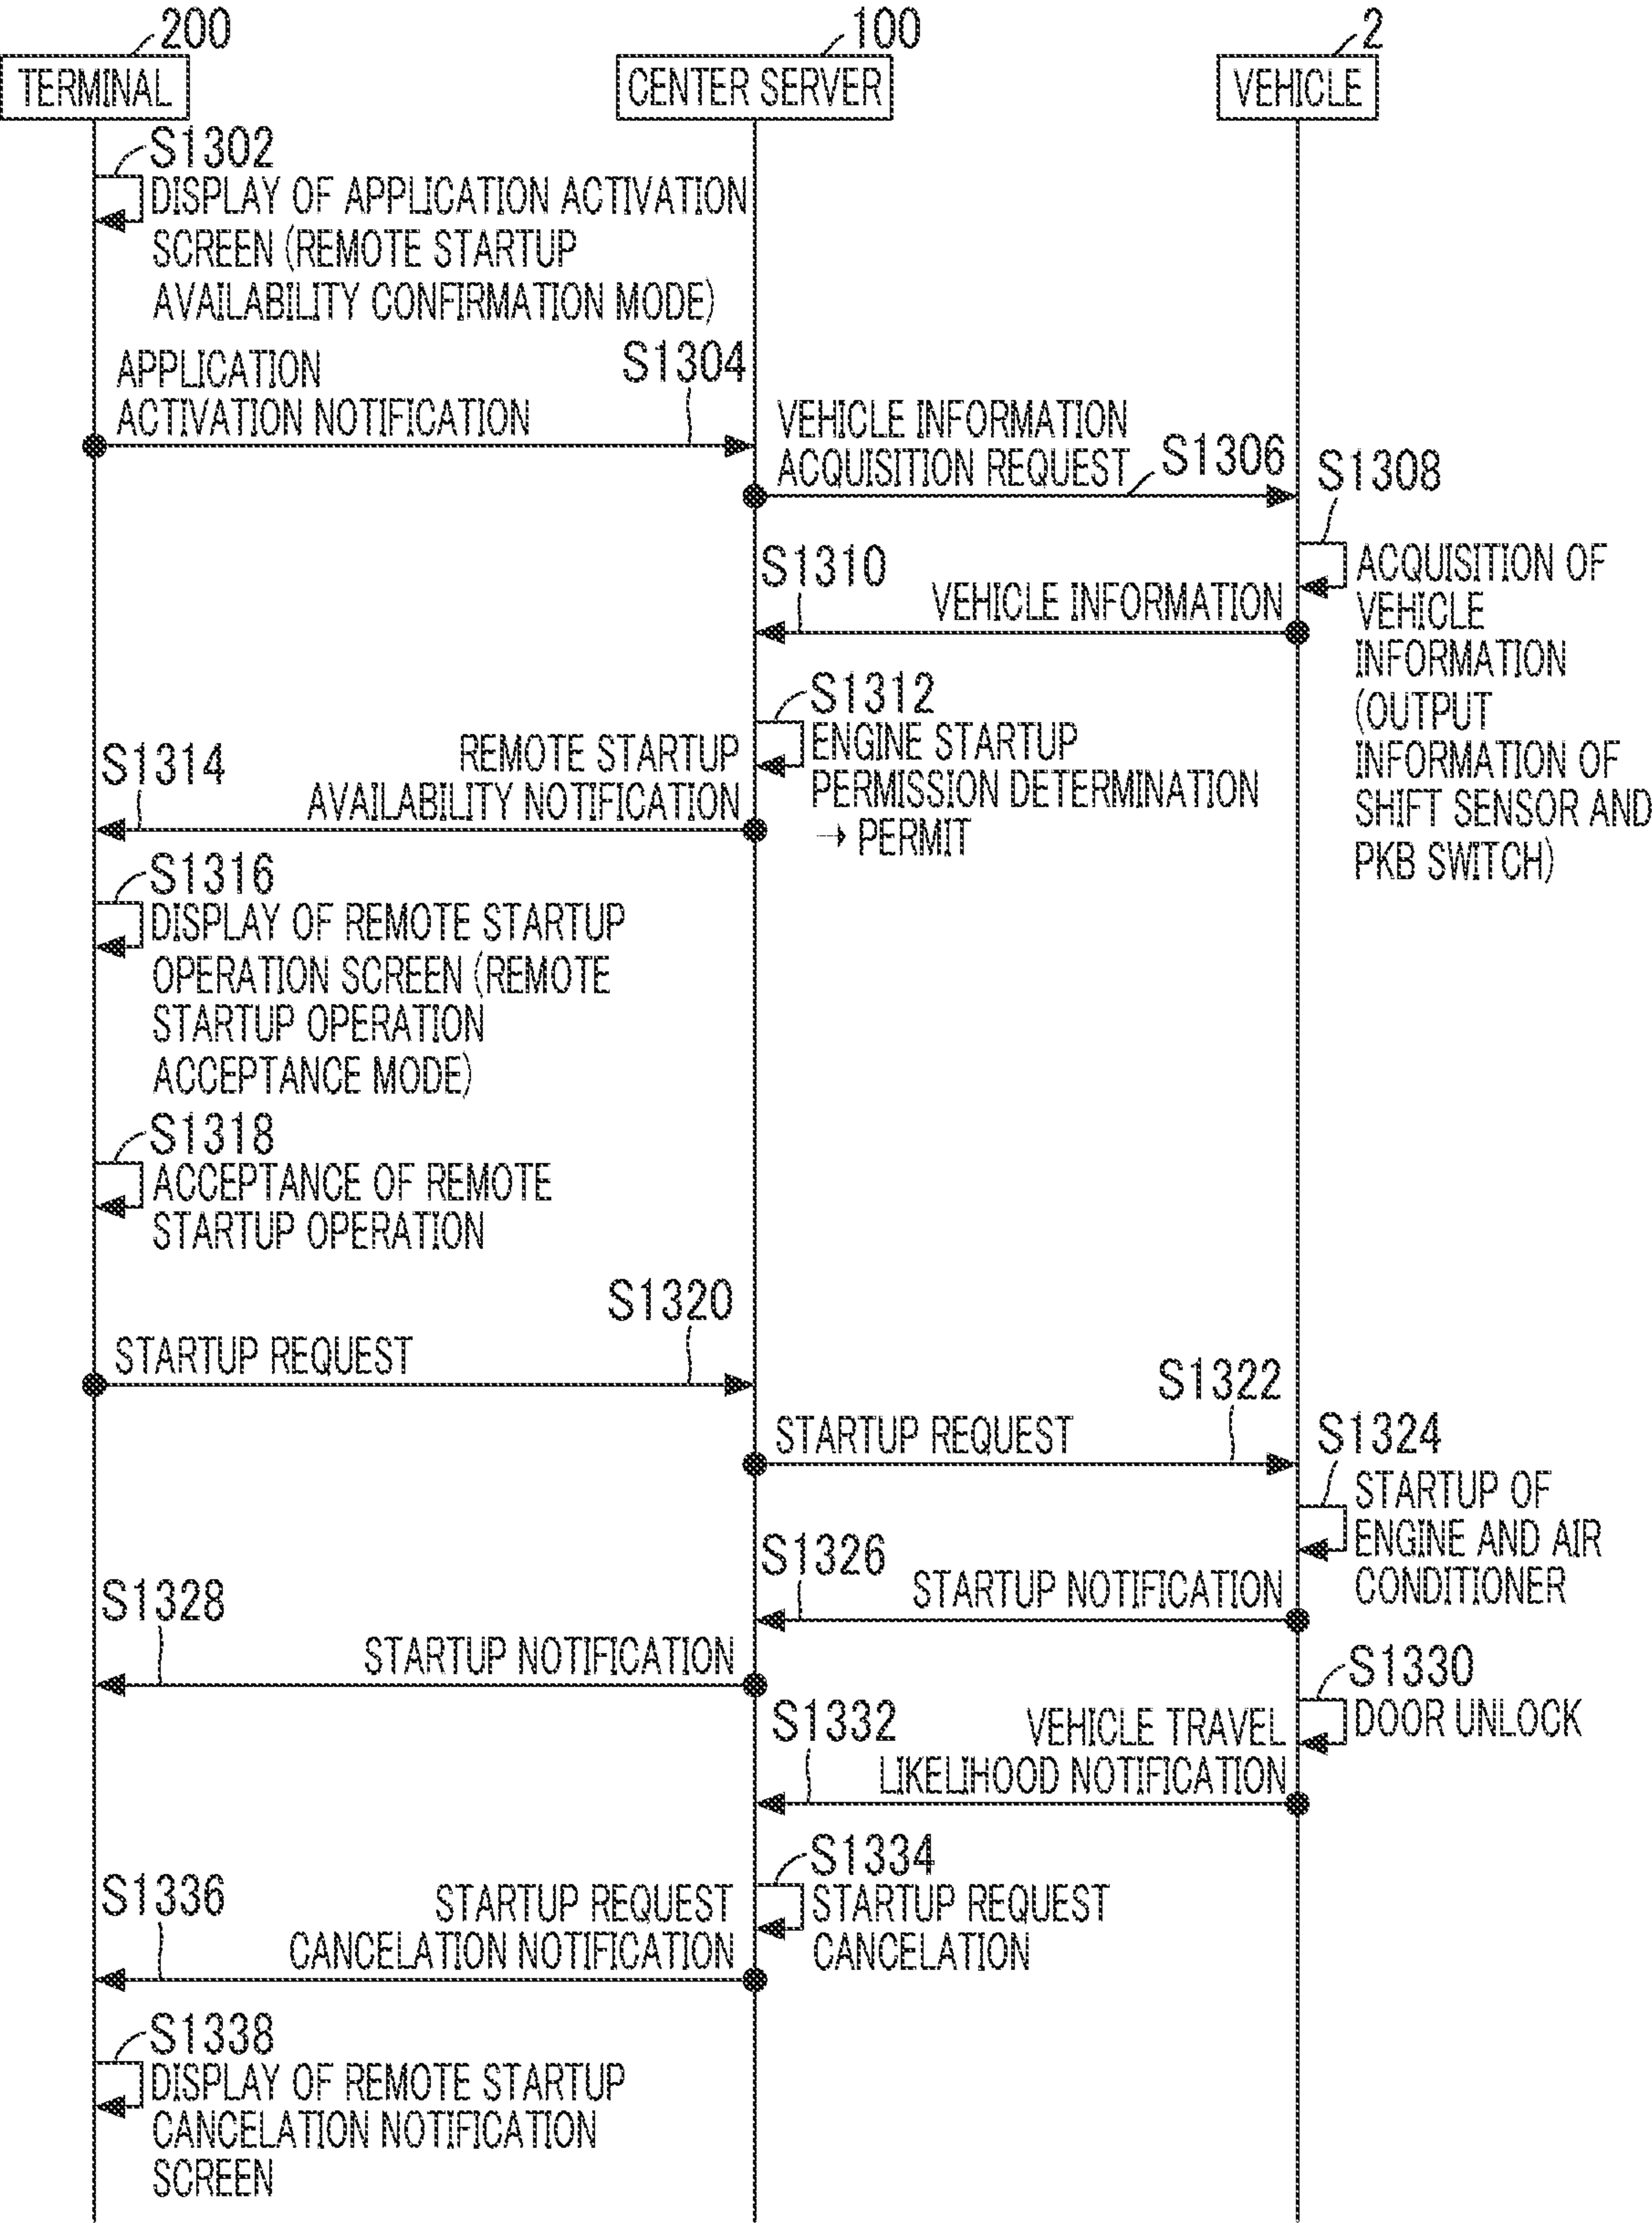 200
100
2
TERMINAL
CENTER SERVER
VEHICLE
S1302
DISPLAY OF APPLICATION ACTIVATION
SCREEN (REMOTE STARTUP
AVAILABILITY CONFIRMATION MODE)
APPLICATION
ACTIVATION NOTIFICATION
S1304
VEHICLE INFORMATION
ACQUISITION REQUEST
S1306
S1308
ACQUISITION OF
VEHICLE
INFORMATION
(OUTPUT
INFORMATION OF
SHIFT SENSOR AND
PKB SWITCH)
S1310
VEHICLE INFORMATION
S1312
ENGINE STARTUP
PERMISSION DETERMINATION
→ PERMIT
S1314
REMOTE STARTUP
AVAILABILITY NOTIFICATION
S1316
DISPLAY OF REMOTE STARTUP
OPERATION SCREEN (REMOTE
STARTUP OPERATION
ACCEPTANCE MODE)
S1318
ACCEPTANCE OF REMOTE
STARTUP OPERATION
S1320
STARTUP REQUEST
S1322
STARTUP REQUEST
S1324
STARTUP OF
ENGINE AND AIR
CONDITIONER
S1326
STARTUP NOTIFICATION
S1328
STARTUP NOTIFICATION
S1330
DOOR UNLOCK
S1332
VEHICLE TRAVEL
LIKELIHOOD NOTIFICATION
S1334
STARTUP REQUEST
CANCELATION
S1336
STARTUP REQUEST
CANCELATION NOTIFICATION
S1338
DISPLAY OF REMOTE STARTUP
CANCELATION NOTIFICATION
SCREEN